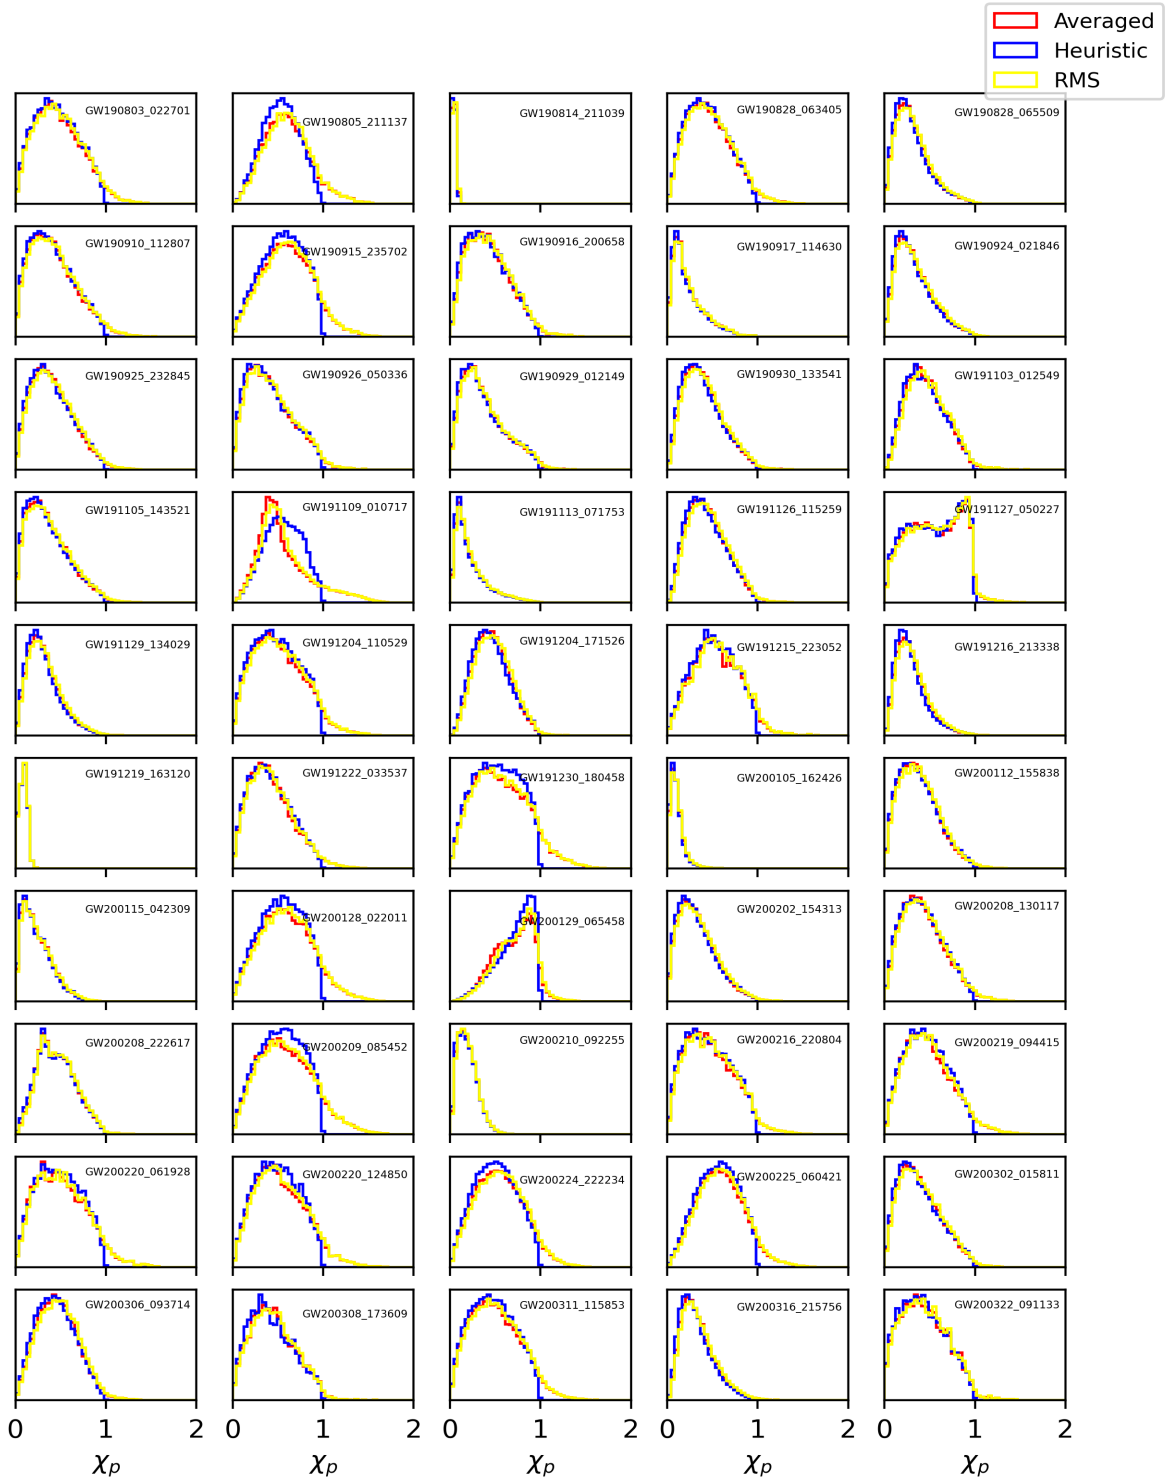 Averaged
Heuristic
RMS
GW190803_022701
GW190805_211137
GW190814_211039
GW190828_063405
GW190828_065509
GW190910_112807
GW190915_235702
GW190916_200658
GW190917_114630
GW190924_021846
GW190925_232845
GW190926_050336
GW190929_012149
GW190930_133541
GW191103_012549
GW191105_143521
GW191109_010717
GW191113_071753
GW191126_115259
GW191127_050227
GW191129_134029
GW191204_110529
GW191204_171526
GW191215_223052
GW191216_213338
GW191219_163120
GW191222_033537
GW191230_180458
GW200105_162426
GW200112_155838
GW200115_042309
GW200128_022011
GW200129_065458
GW200202_154313
GW200208_130117
GW200208_222617
GW200209_085452
GW200210_092255
GW200216_220804
GW200219_094415
GW200220_061928
GW200220_124850
GW200224_222234
GW200225_060421
GW200302_015811
GW200306_093714
GW200308_173609
GW200311_115853
GW200316_215756
GW200322_091133
0 1 2 0 1 2 0 1 2 0 1 2 0 1 2
χp χp χp χp χp